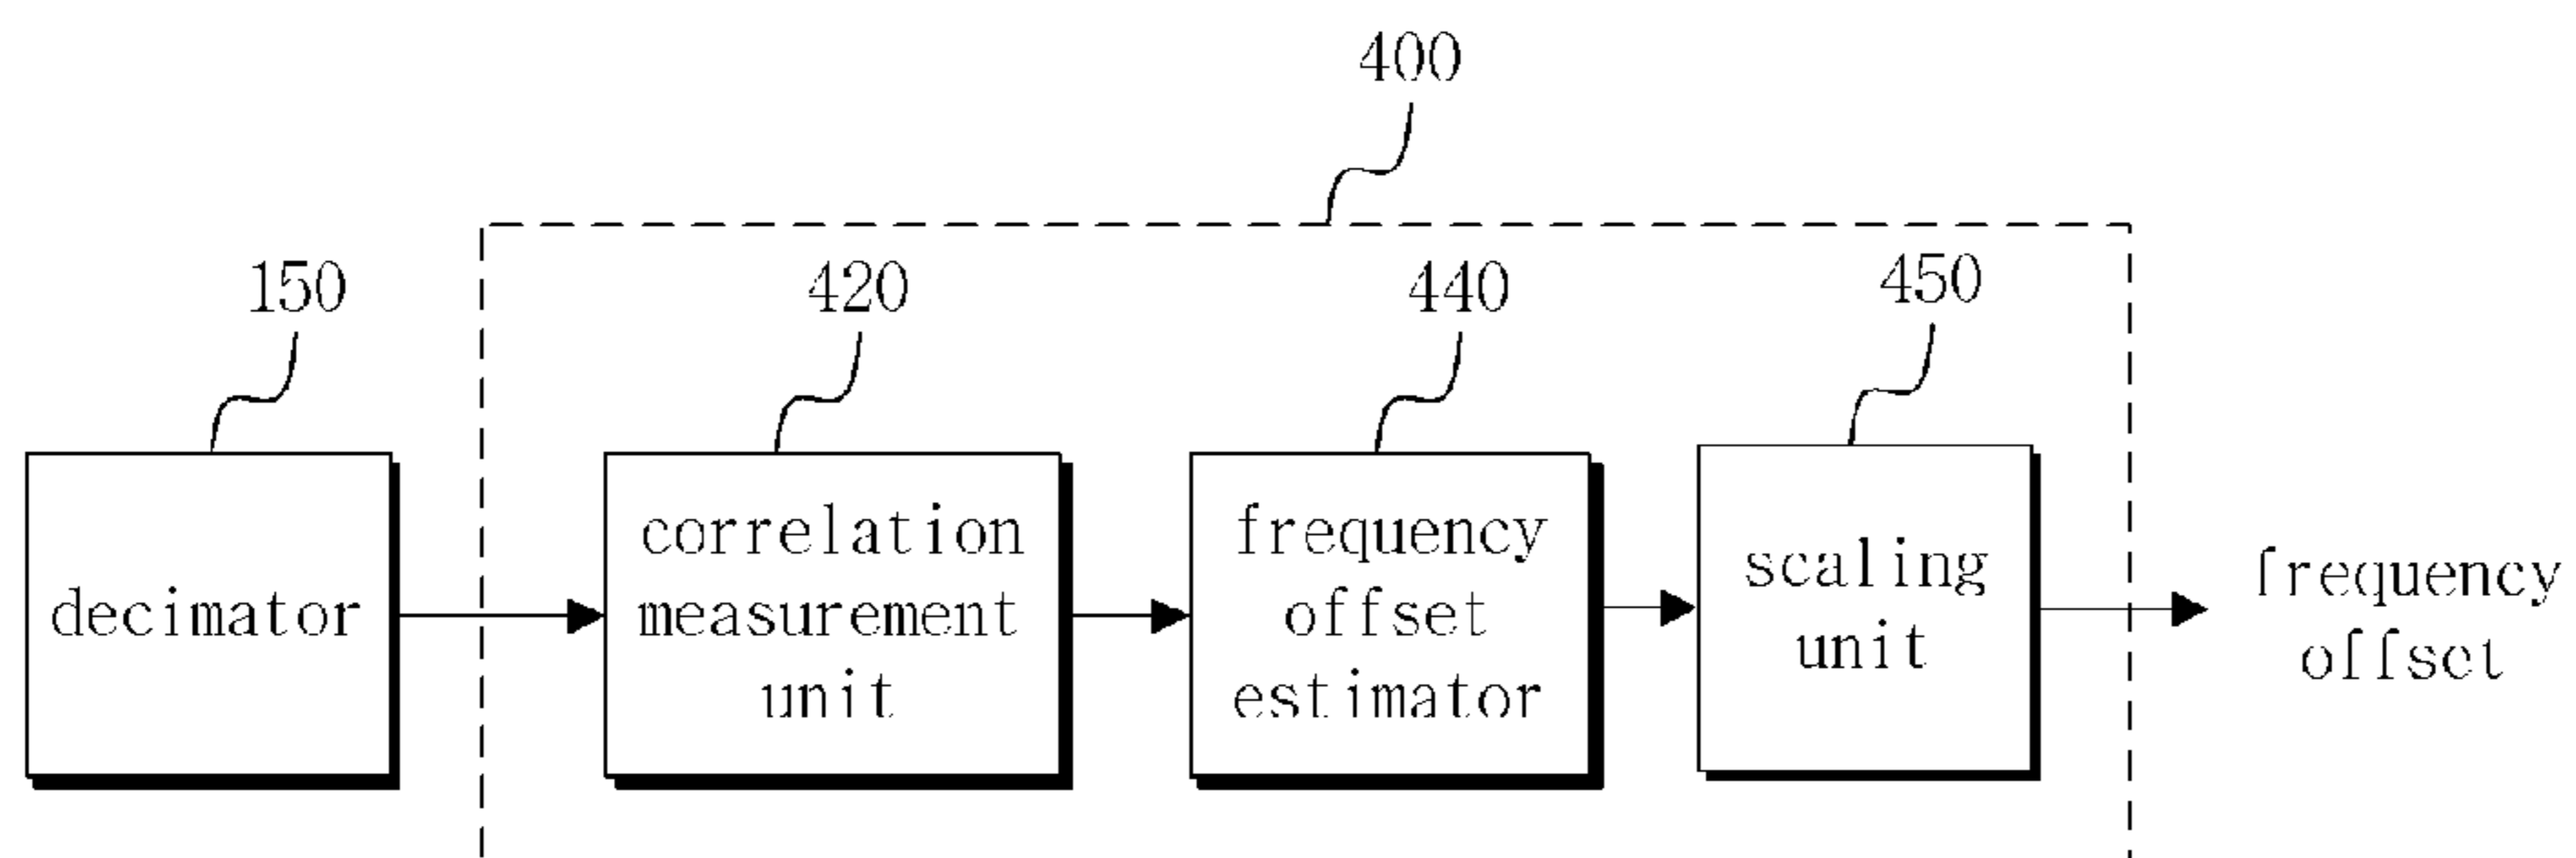 400
150
420
440
450
decimator
correlation
measurement
unit
frequency
offset
estimator
scaling
unit
frequency
offset